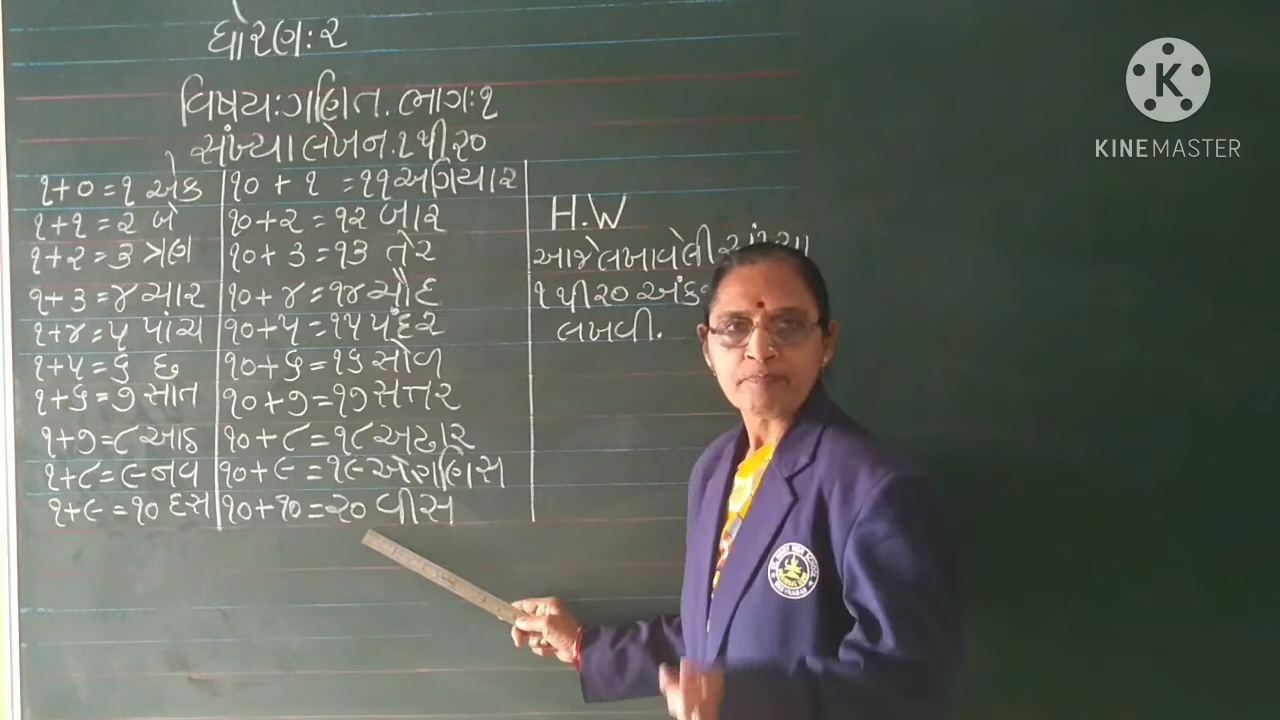 ધોરણ:૨
વિષય:ગણિત.ભાગ:૧
સંખ્યા લેખન.૧ થી ૨૦
૧+૦=૧ એક
૧+૧=૨ બે
૧+૨=૩ ત્રણ
૧+૩=૪ ચાર
૧+૪=૫ પાંચ
૧+૫=૬ છ
૧+૬=૭ સાત
૧+૭=૮ આઠ
૧+૮=૯ નવ
૧+૯=૧૦ દસ
૧૦+૧=૧૧ અગિયાર
૧૦+૨=૧૨ બાર
૧૦+૩=૧૩ તેર
૧૦+૪=૧૪ ચૌદ
૧૦+૫=૧૫ પંદર
૧૦+૬=૧૬ સોળ
૧૦+૭=૧૭ સત્તર
૧૦+૮=૧૮ અઢાર
૧૦+૯=૧૯ ઓગણિસ
૧૦+૧૦=૨૦ વીસ
H.W
આજે લખાવેલી સંખ્યા
૧ થી ૨૦
લખવી.
K
KINEMASTER